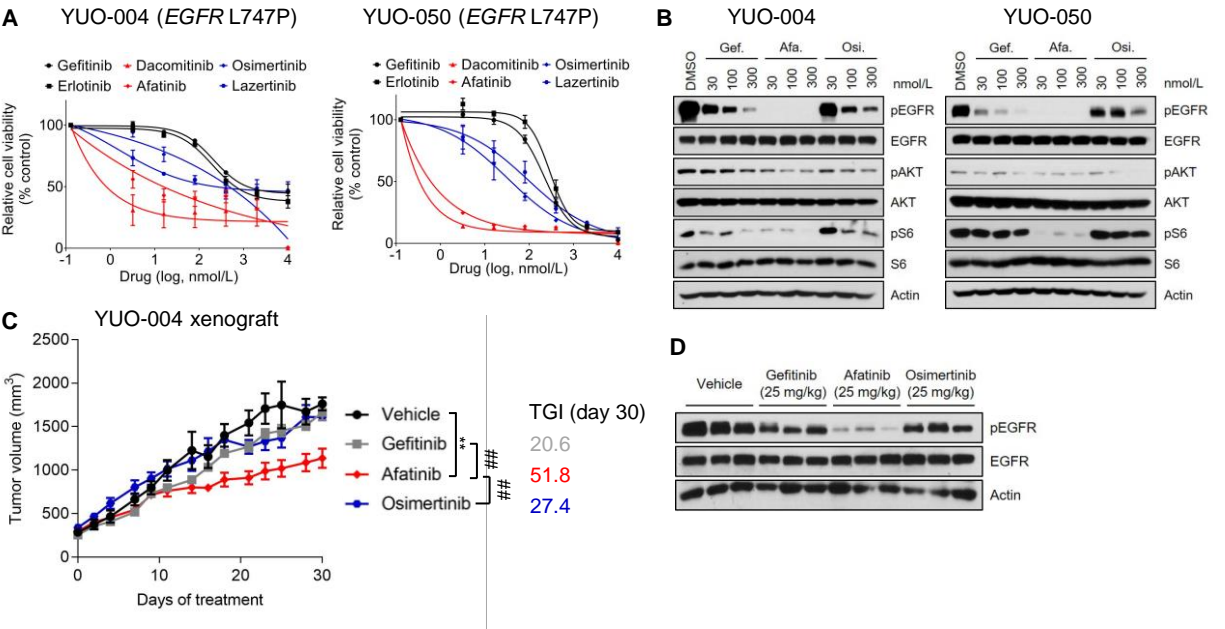 A
YUO-004 (EGFR L747P)
Gefitinib Dacomitinib Osimertinib
Erlotinib Afatinib Lazertinib
Relative cell viability
(% control)
100
50
0
-1 0 1 2 3 4
Drug (log, nmol/L)
YUO-050 (EGFR L747P)
Gefitinib Dacomitinib Osimertinib
Erlotinib Afatinib Lazertinib
Relative cell viability
(% control)
100
50
0
-1 0 1 2 3 4
Drug (log, nmol/L)
B
YUO-004
Gef. Afa. Osi.
DMSO 30 100 300 30 100 300 30 100 300 nmol/L
pEGFR
EGFR
pAKT
AKT
pS6
S6
Actin
YUO-050
Gef. Afa. Osi.
DMSO 30 100 300 30 100 300 30 100 300 nmol/L
pEGFR
EGFR
pAKT
AKT
pS6
S6
Actin
C
YUO-004 xenograft
Tumor volume (mm³)
2500
2000
1500
1000
500
0
0 10 20 30
Days of treatment
Vehicle
Gefitinib
Afatinib
Osimertinib
**
##
##
TGI (day 30)
20.6
51.8
27.4
D
Vehicle Gefitinib Afatinib Osimertinib
(25 mg/kg) (25 mg/kg) (25 mg/kg)
pEGFR
EGFR
Actin